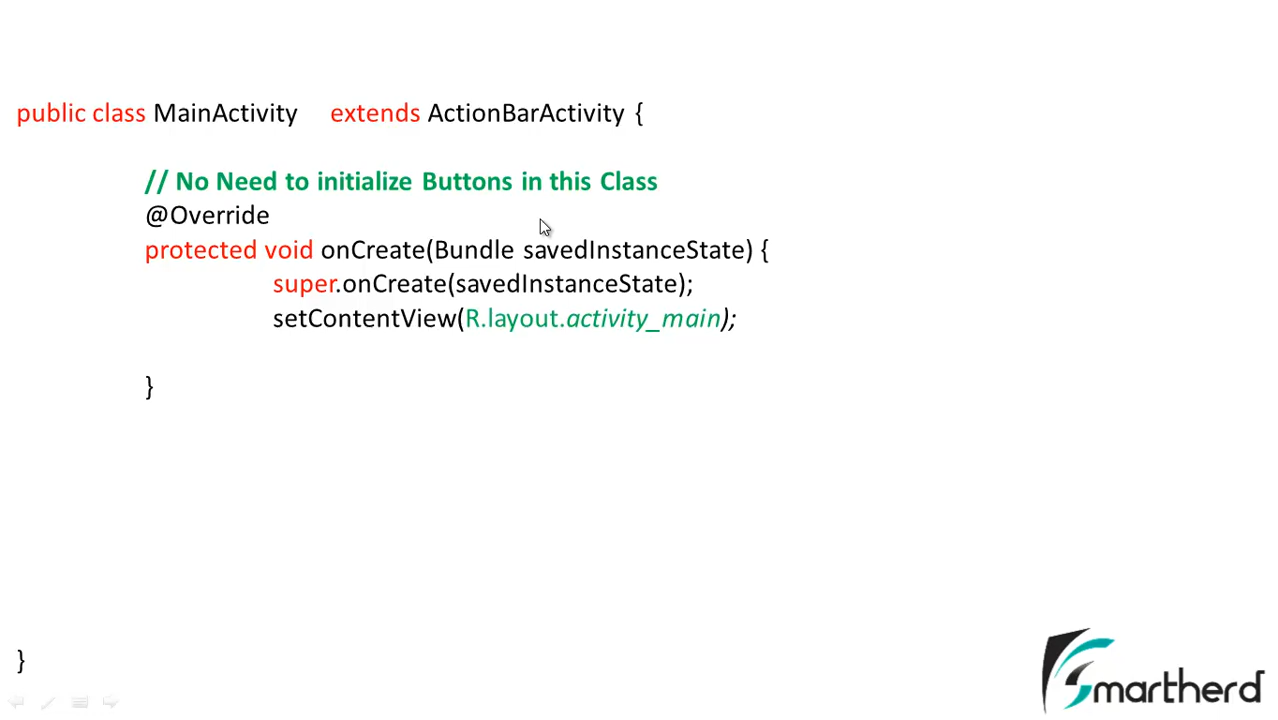 public class MainActivity extends ActionBarActivity {
// No Need to initialize Buttons in this Class
@Override
protected void onCreate(Bundle savedInstanceState) {
super.onCreate(savedInstanceState);
setContentView(R.layout.activity_main);
}
}
Smartherd